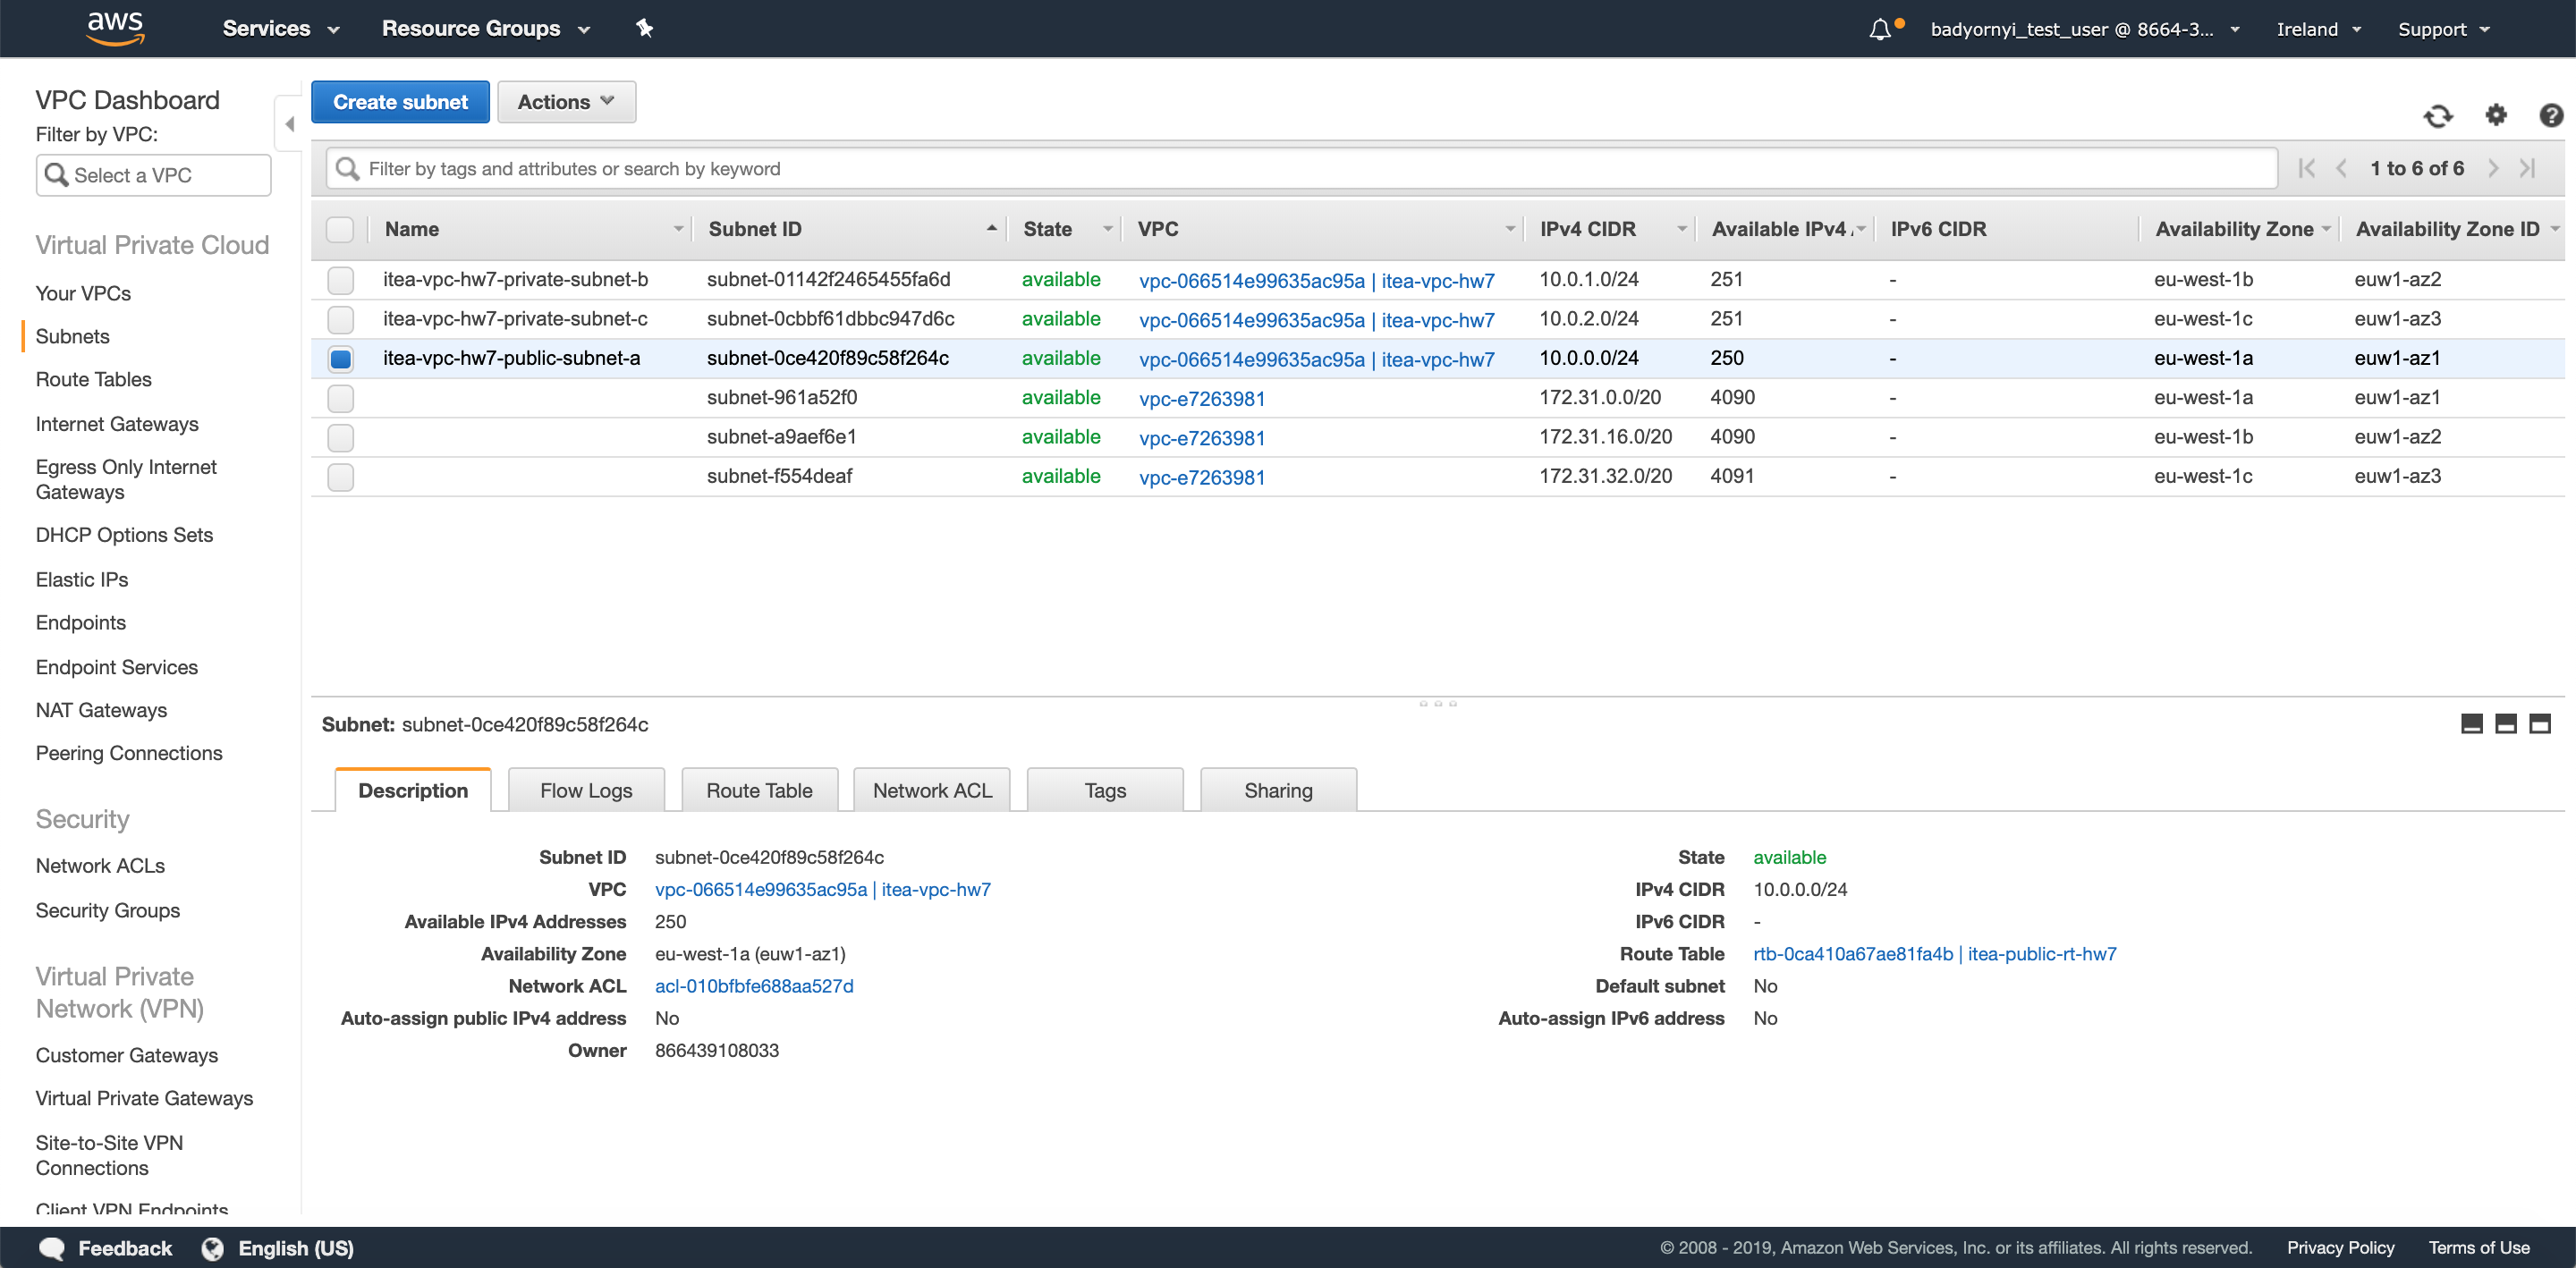 aws Services Resource Groups badyornyi_test_user @ 8664-3... Ireland Support
VPC Dashboard
Filter by VPC:
Select a VPC
Virtual Private Cloud
Your VPCs
Subnets
Route Tables
Internet Gateways
Egress Only Internet
Gateways
DHCP Options Sets
Elastic IPs
Endpoints
Endpoint Services
NAT Gateways
Peering Connections
Security
Network ACLs
Security Groups
Virtual Private
Network (VPN)
Customer Gateways
Virtual Private Gateways
Site-to-Site VPN
Connections
Client VPN Endpoints
Create subnet Actions
Filter by tags and attributes or search by keyword 1 to 6 of 6
Name Subnet ID State VPC IPv4 CIDR Available IPv4 IPv6 CIDR Availability Zone Availability Zone ID
itea-vpc-hw7-private-subnet-b subnet-01142f2465455fa6d available vpc-066514e99635ac95a | itea-vpc-hw7 10.0.1.0/24 251 - eu-west-1b euw1-az2
itea-vpc-hw7-private-subnet-c subnet-0cbbf61dbbc947d6c available vpc-066514e99635ac95a | itea-vpc-hw7 10.0.2.0/24 251 - eu-west-1c euw1-az3
itea-vpc-hw7-public-subnet-a subnet-0ce420f89c58f264c available vpc-066514e99635ac95a | itea-vpc-hw7 10.0.0.0/24 250 - eu-west-1a euw1-az1
subnet-961a52f0 available vpc-e7263981 172.31.0.0/20 4090 - eu-west-1a euw1-az1
subnet-a9aef6e1 available vpc-e7263981 172.31.16.0/20 4090 - eu-west-1b euw1-az2
subnet-f554deaf available vpc-e7263981 172.31.32.0/20 4091 - eu-west-1c euw1-az3
Subnet: subnet-0ce420f89c58f264c
Description Flow Logs Route Table Network ACL Tags Sharing
Subnet ID subnet-0ce420f89c58f264c State available
VPC vpc-066514e99635ac95a | itea-vpc-hw7 IPv4 CIDR 10.0.0.0/24
Available IPv4 Addresses 250 IPv6 CIDR -
Availability Zone eu-west-1a (euw1-az1) Route Table rtb-0ca410a67ae81fa4b | itea-public-rt-hw7
Network ACL acl-010bfbfe688aa527d Default subnet No
Auto-assign public IPv4 address No Auto-assign IPv6 address No
Owner 866439108033
Feedback English (US) © 2008 - 2019, Amazon Web Services, Inc. or its affiliates. All rights reserved. Privacy Policy Terms of Use